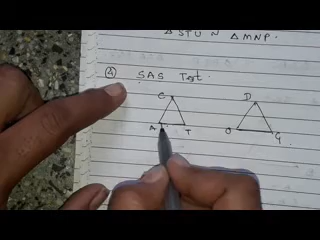 Δ STU ~ Δ MNP.
④ SAS Test.
C D
A T O G